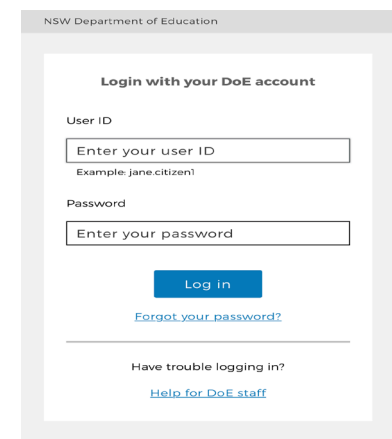 NSW Department of Education
Login with your DoE account
User ID
Enter your user ID
Example: jane.citizen1
Password
Enter your password
Log in
Forgot your password?
Have trouble logging in?
Help for DoE staff